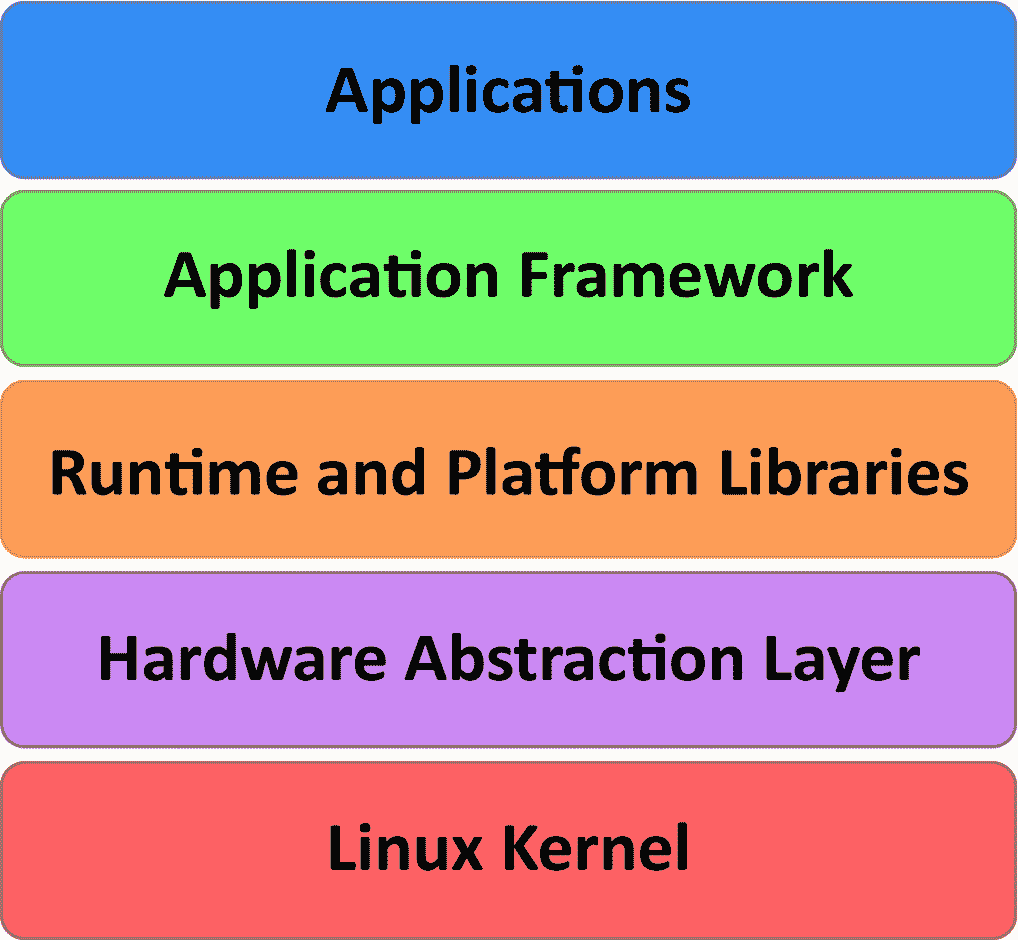 Applications
Application Framework
Runtime and Platform Libraries
Hardware Abstraction Layer
Linux Kernel